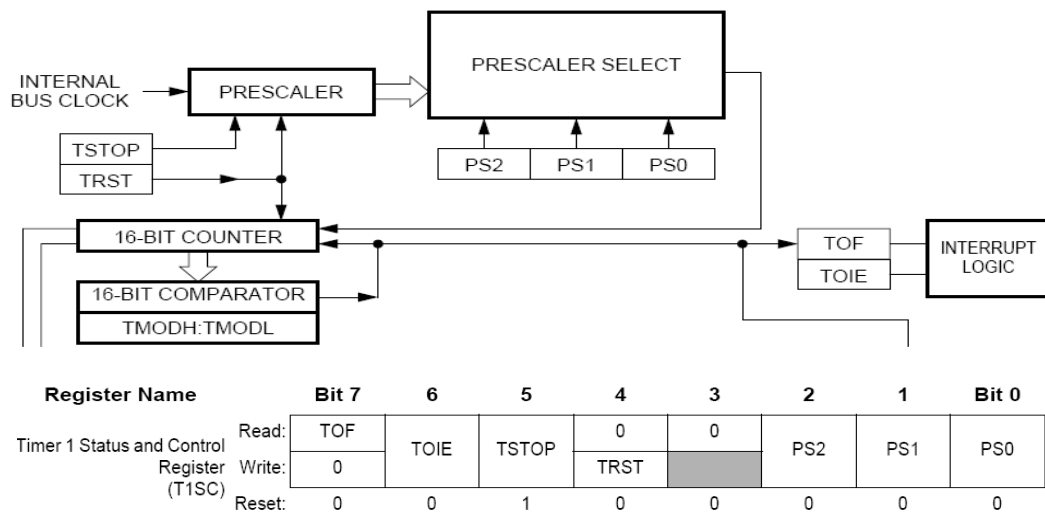 PRESCALER SELECT
INTERNAL
BUS CLOCK
PRESCALER
TSTOP
TRST
PS2 PS1 PS0
16-BIT COUNTER
TOF
TOIE
INTERRUPT
LOGIC
16-BIT COMPARATOR
TMODH:TMODL
Register Name Bit 7 6 5 4 3 2 1 Bit 0
Timer 1 Status and Control
Register
(T1SC)
Read: TOF TOIE TSTOP 0 0 PS2 PS1 PS0
Write: 0 TRST
Reset: 0 0 1 0 0 0 0 0